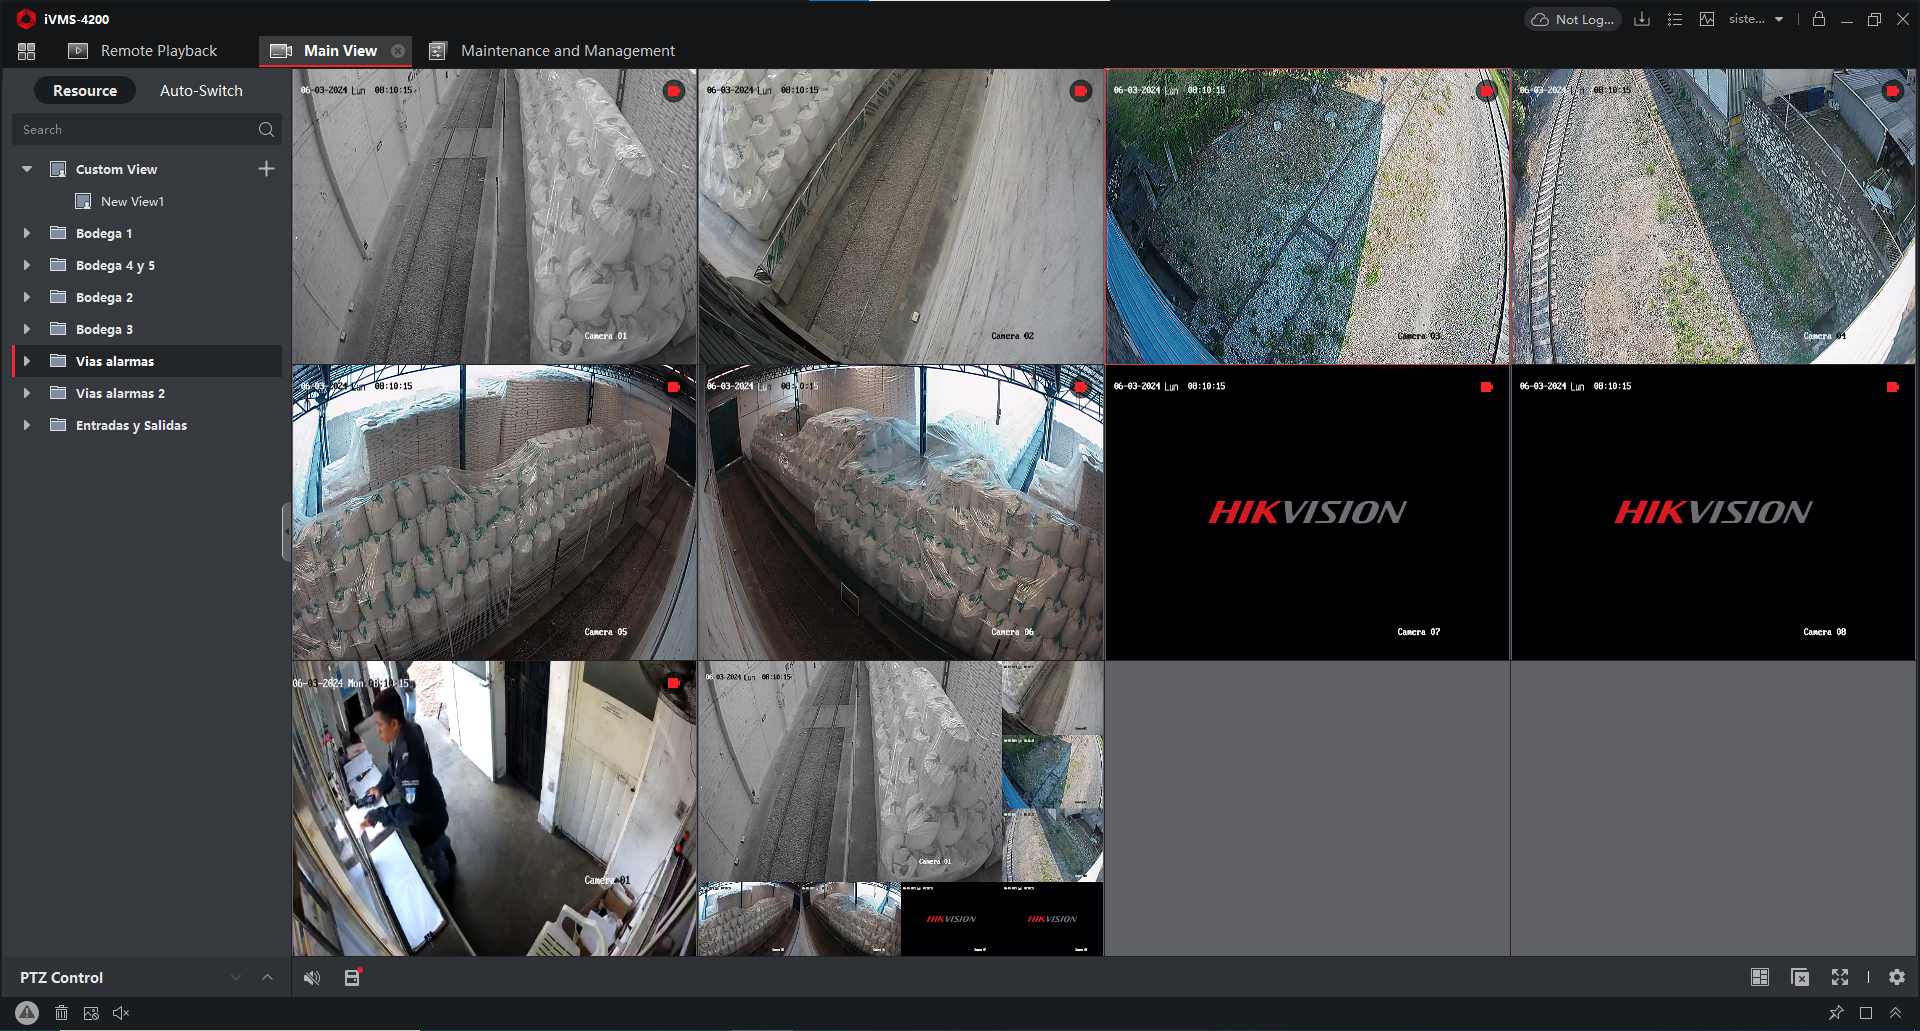 iVMS-4200
Not Log...
siste...
Remote Playback
Main View
Maintenance and Management
Resource
Auto-Switch
Search
Custom View
New View1
Bodega 1
Bodega 4 y 5
Bodega 2
Bodega 3
Vias alarmas
Vias alarmas 2
Entradas y Salidas
06-03-2024 Lun 08:10:15
Camera 01
06-03-2024 Lun 08:10:15
Camera 02
06-03-2024 Lun 08:10:15
Camera 03
06-03-2024 Lun 08:10:15
Camera 04
06-03-2024 Lun 08:10:15
Camera 05
06-03-2024 Lun 08:10:15
Camera 06
06-03-2024 Lun 08:10:15
HIKVISION
Camera 07
06-03-2024 Lun 08:10:15
HIKVISION
Camera 08
06-03-2024 Mon 08:10:15
Camera 01
06-03-2024 Lun 08:10:15
Camera 01
HIKVISION
HIKVISION
PTZ Control